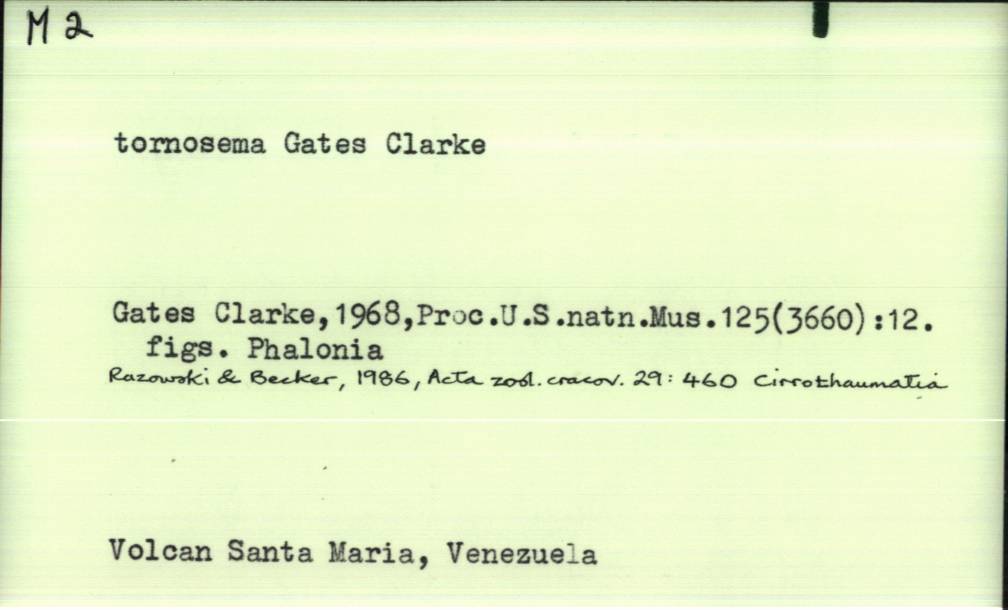 M 2
tornosema Gates Clarke
Gates Clarke,1968,Proc.U.S.natn.Mus.125(3660):12.
figs. Phalonia
Razowski & Becker, 1986, Acta zool. cracov. 29: 460 Cirrothaumatia
Volcan Santa Maria, Venezuela